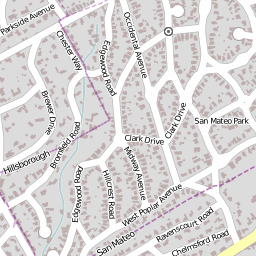 Parkside Avenue
Chester Way
Edgewood Road
Occidental Avenue
Brewer Drive
Bromfield Road
Clark Drive
San Mateo Park
Clark Drive
Hillsborough
Midway Avenue
Hillcrest Road
Edgewood Road
West Poplar Avenue
San Mateo
Ravenscourt Road
Chelmsford Road